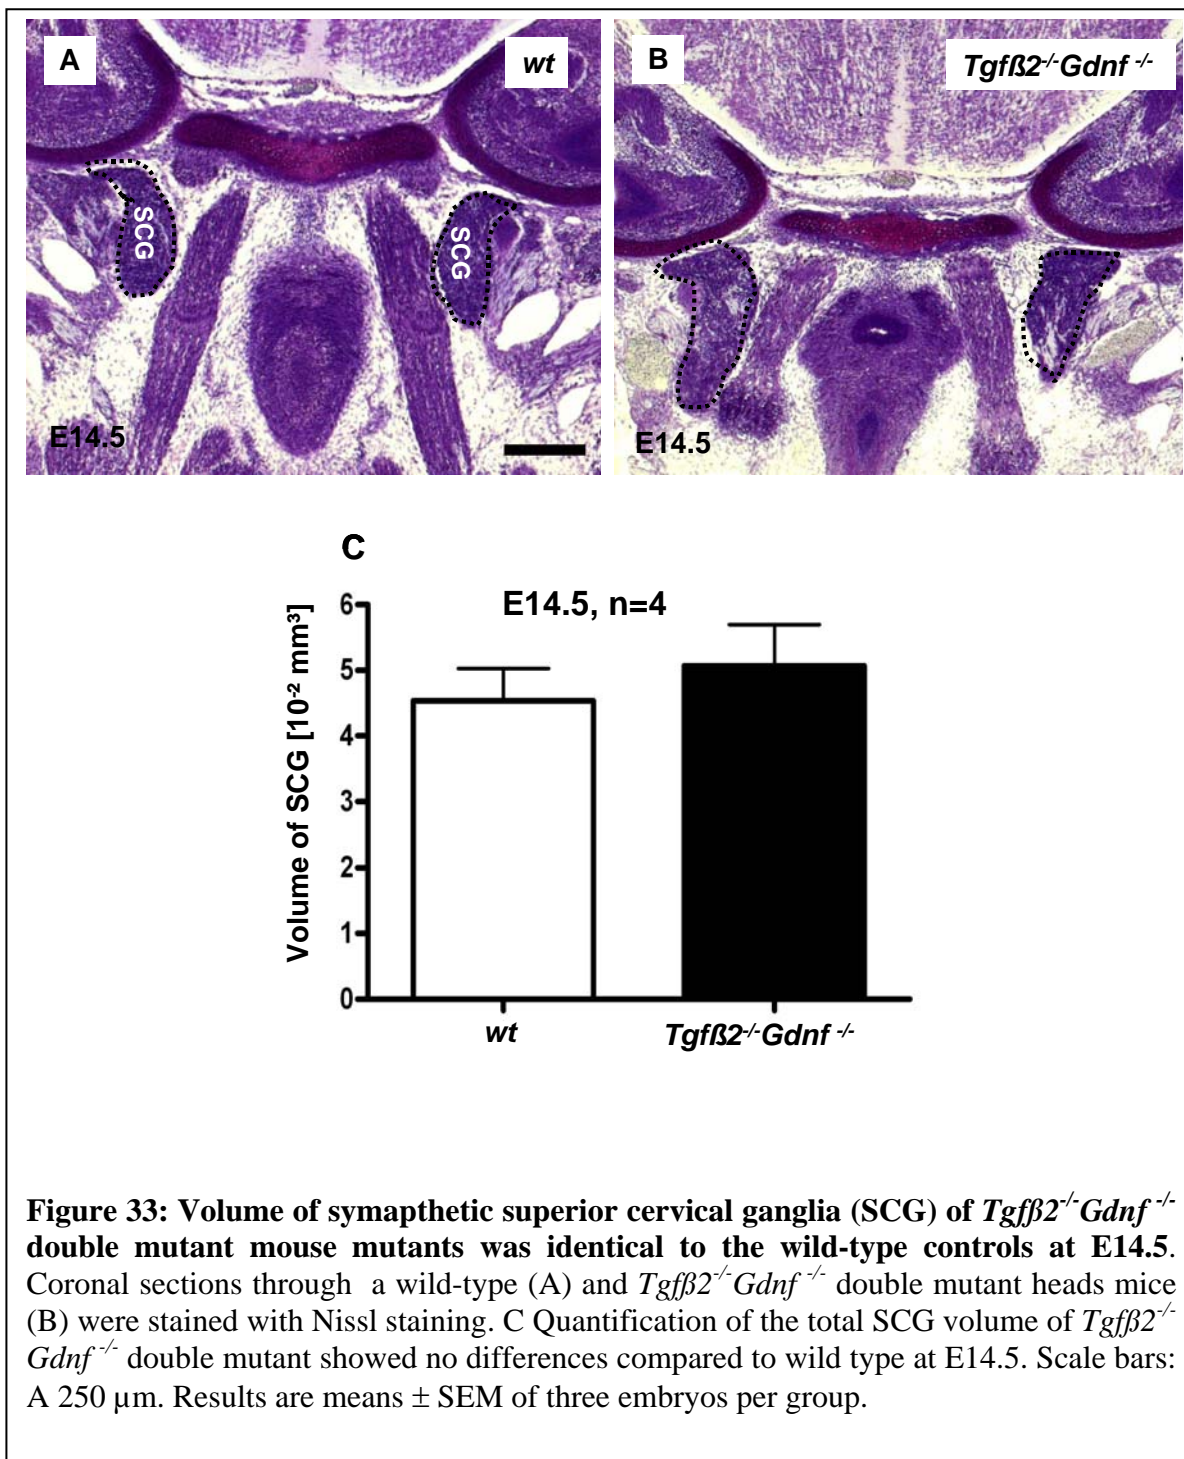 A
wt
SCG
SCG
E14.5
B
Tgfß2-/-Gdnf -/-
E14.5
C
E14.5, n=4
Volume of SCG [10-2 mm3]
6
5
4
3
2
1
0
wt
Tgfß2-/-Gdnf -/-
Figure 33: Volume of symapthetic superior cervical ganglia (SCG) of Tgfβ2-/-Gdnf -/-
double mutant mouse mutants was identical to the wild-type controls at E14.5.
Coronal sections through a wild-type (A) and Tgfβ2-/-Gdnf -/- double mutant heads mice
(B) were stained with Nissl staining. C Quantification of the total SCG volume of Tgfβ2-/-
Gdnf -/- double mutant showed no differences compared to wild type at E14.5. Scale bars:
A 250 µm. Results are means ± SEM of three embryos per group.